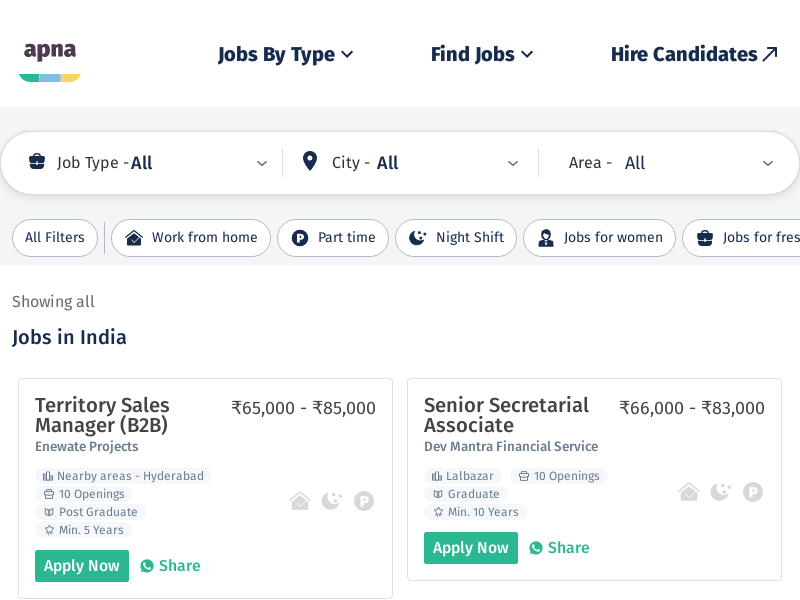 apna
Jobs By Type
Find Jobs
Hire Candidates
Job Type - All
City - All
Area - All
All Filters
Work from home
Part time
Night Shift
Jobs for women
Jobs for fres
Showing all
Jobs in India
Territory Sales
Manager (B2B)
₹65,000 - ₹85,000
Enewate Projects
Nearby areas - Hyderabad
10 Openings
Post Graduate
Min. 5 Years
Apply Now
Share
Senior Secretarial
Associate
₹66,000 - ₹83,000
Dev Mantra Financial Service
Lalbazar
10 Openings
Graduate
Min. 10 Years
Apply Now
Share